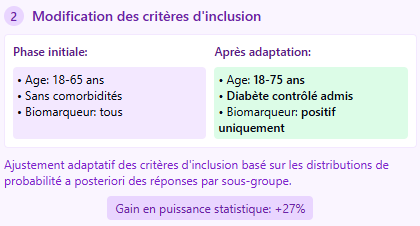 2 Modification des critères d'inclusion
Phase initiale:
• Age: 18-65 ans
• Sans comorbidités
• Biomarqueur: tous
Après adaptation:
• Age: 18-75 ans
• Diabète contrôlé admis
• Biomarqueur: positif
uniquement
Ajustement adaptatif des critères d'inclusion basé sur les distributions de
probabilité a posteriori des réponses par sous-groupe.
Gain en puissance statistique: +27%